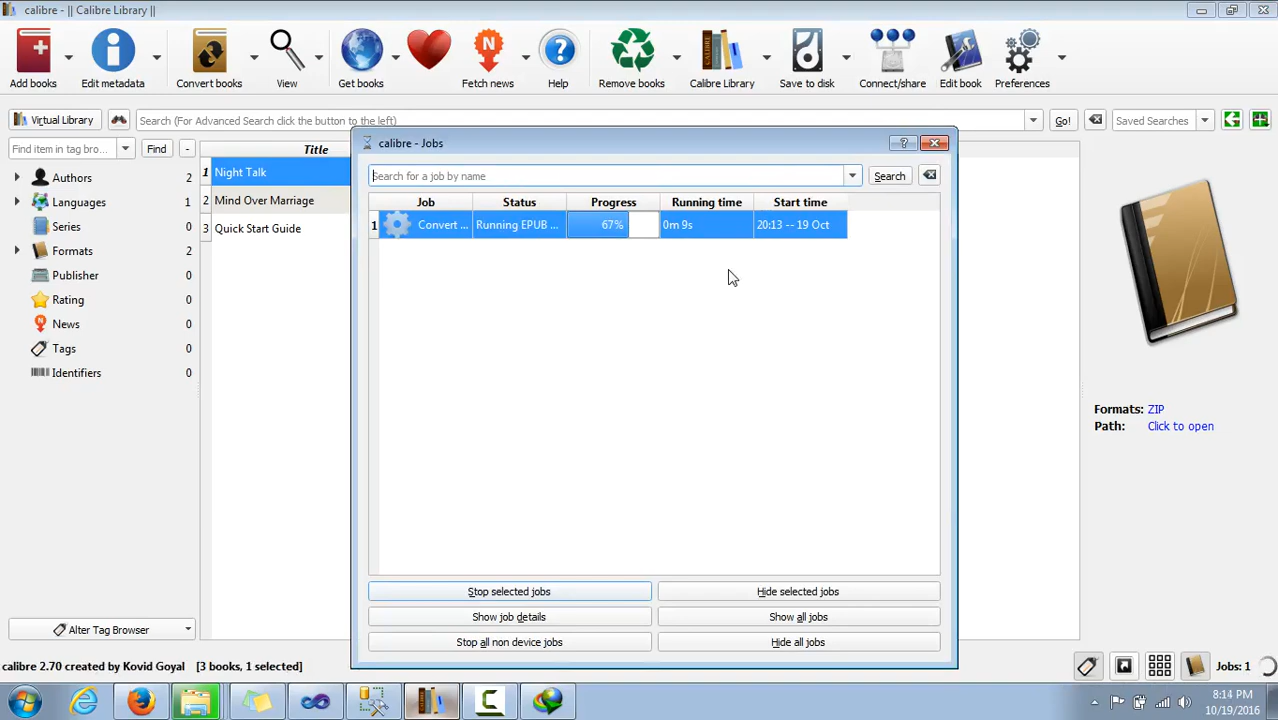 calibre - || Calibre Library ||
Add books
Edit metadata
Convert books
View
Get books
Fetch news
Help
Remove books
Calibre Library
Save to disk
Connect/share
Edit book
Preferences
Virtual Library
Search (For Advanced Search click the button to the left)
Go!
Saved Searches
Find item in tag bro...
Find
-
Authors 2
Languages 1
Series 0
Formats 2
Publisher 0
Rating 0
News 0
Tags 0
Identifiers 0
Title
1 Night Talk
2 Mind Over Marriage
3 Quick Start Guide
calibre - Jobs
?
Search for a job by name
Search
Job Status Progress Running time Start time
1 Convert ... Running EPUB ... 67% 0m 9s 20:13 -- 19 Oct
Stop selected jobs
Hide selected jobs
Show job details
Show all jobs
Stop all non device jobs
Hide all jobs
Formats: ZIP
Path: Click to open
Alter Tag Browser
calibre 2.70 created by Kovid Goyal [3 books, 1 selected]
Jobs: 1
8:14 PM
10/19/2016